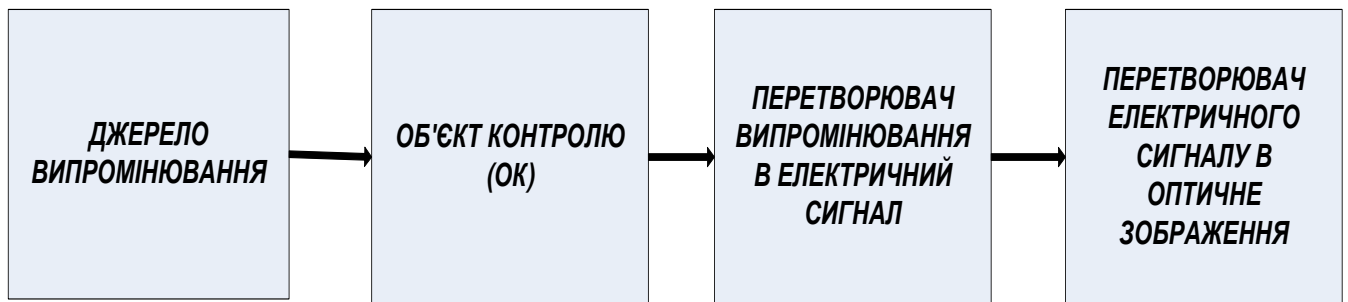 ДЖЕРЕЛО
ВИПРОМІНЮВАННЯ
ОБ'ЄКТ КОНТРОЛЮ
(ОК)
ПЕРЕТВОРЮВАЧ
ВИПРОМІНЮВАННЯ
В ЕЛЕКТРИЧНИЙ
СИГНАЛ
ПЕРЕТВОРЮВАЧ
ЕЛЕКТРИЧНОГО
СИГНАЛУ В
ОПТИЧНЕ
ЗОБРАЖЕННЯ